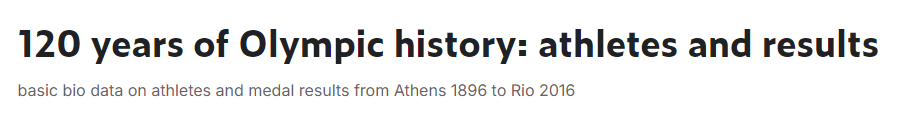 120 years of Olympic history: athletes and results
basic bio data on athletes and medal results from Athens 1896 to Rio 2016